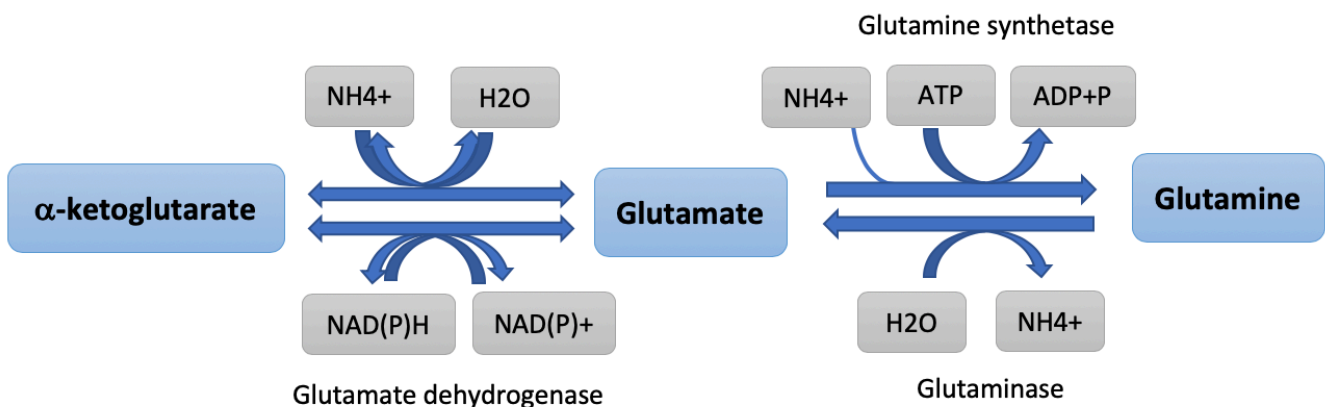 Glutamine synthetase
NH4+
H2O
NH4+
ATP
ADP+P
α-ketoglutarate
Glutamate
Glutamine
NAD(P)H
NAD(P)+
H2O
NH4+
Glutamate dehydrogenase
Glutaminase